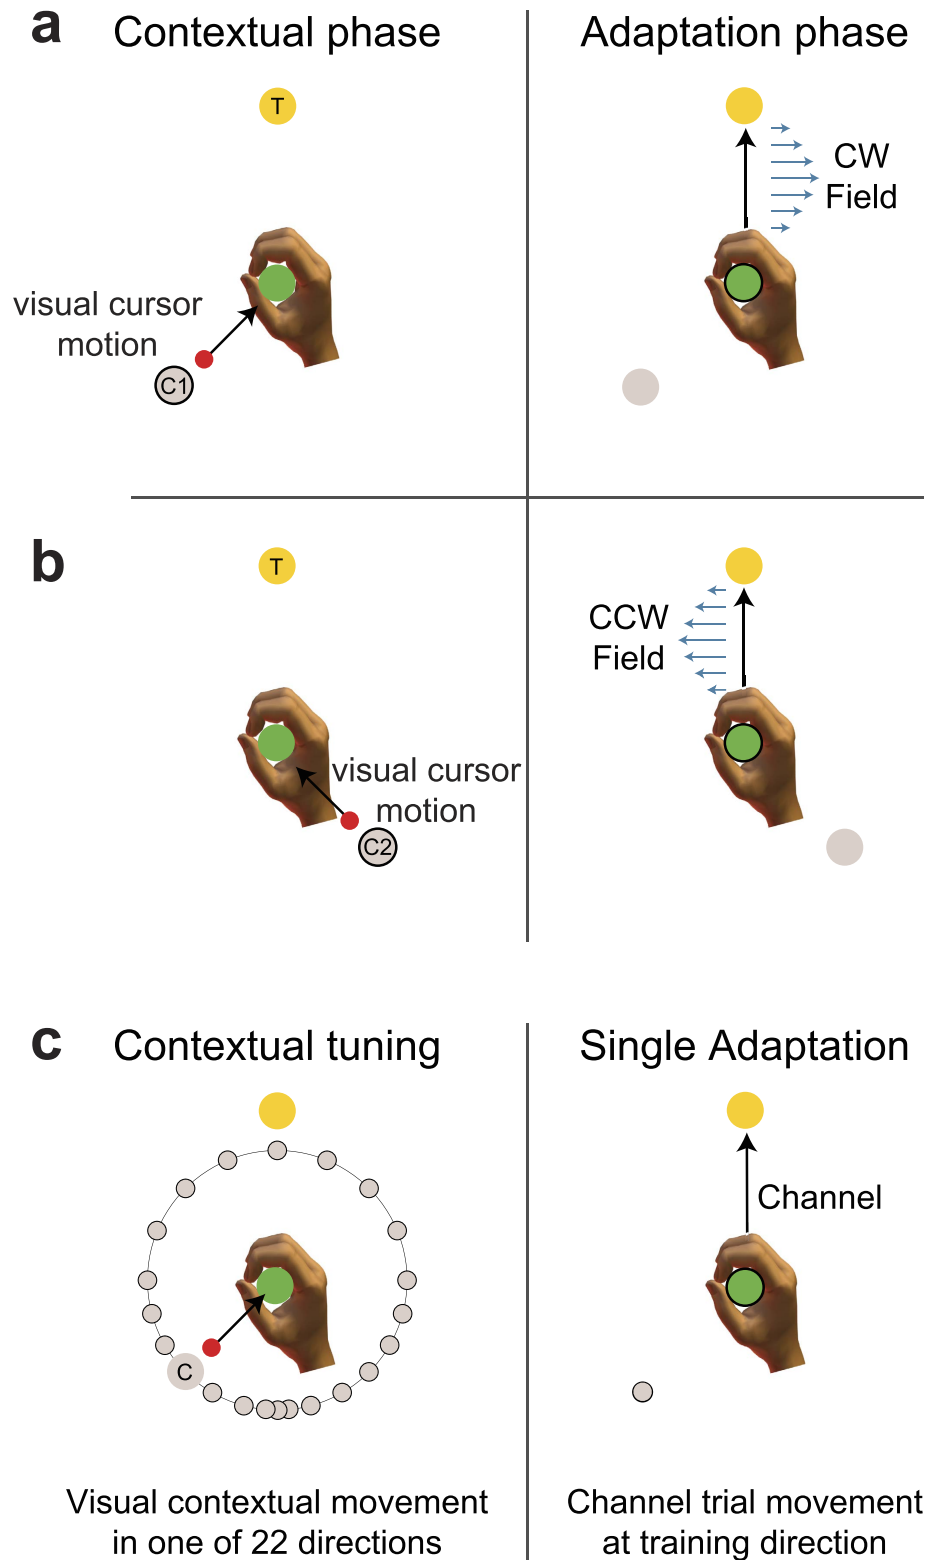 a
Contextual phase
Adaptation phase
T
CW
Field
visual cursor
motion
C1
b
T
CCW
Field
visual cursor
motion
C2
c
Contextual tuning
Single Adaptation
Channel
C
Visual contextual movement
in one of 22 directions
Channel trial movement
at training direction